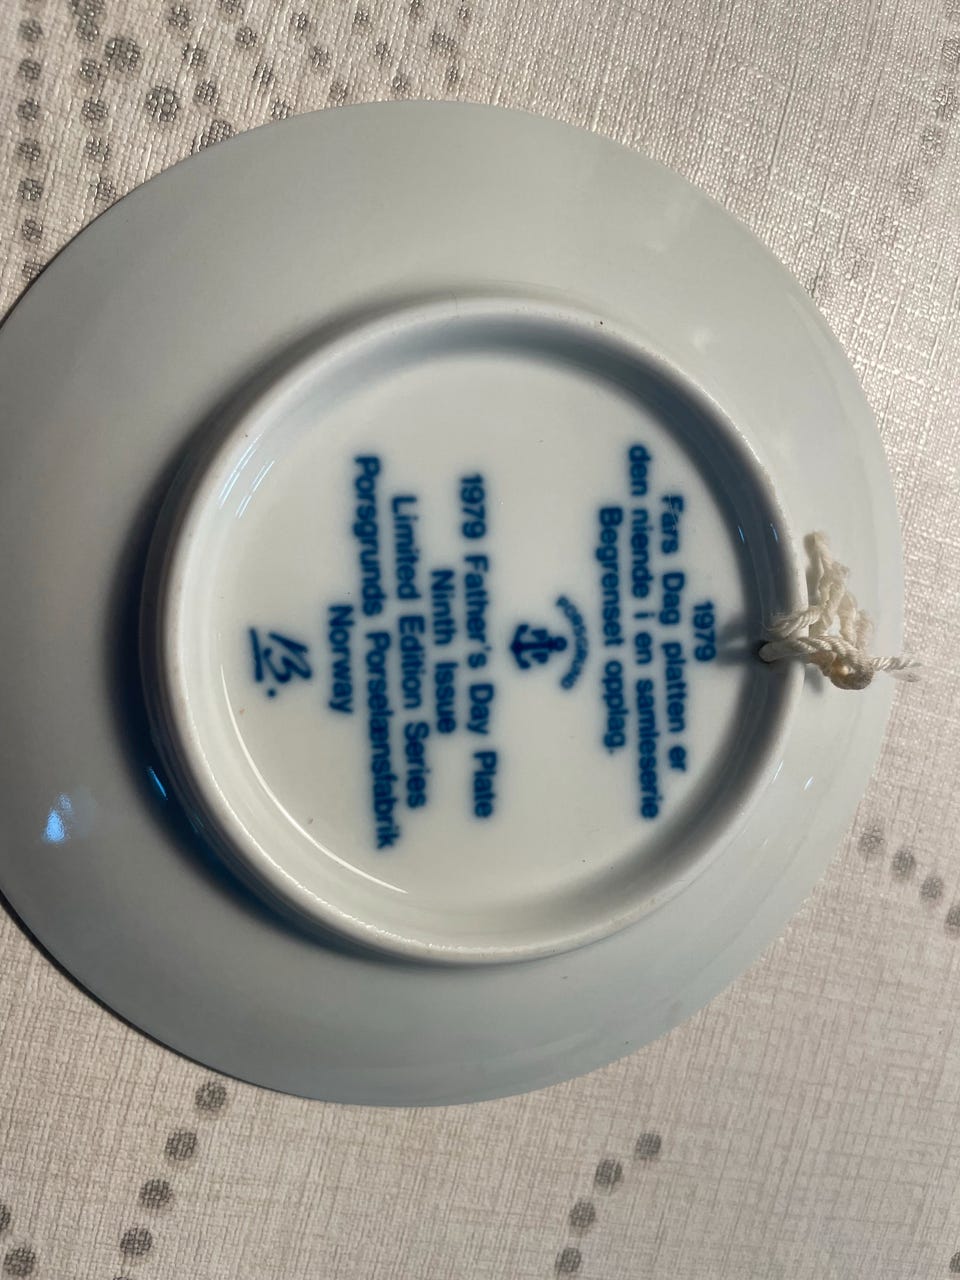 1979
Fars Dag platten er
den niende i en samleserie
Begrenset opplag.
PORSGRUND
1979 Father's Day Plate
Ninth Issue
Limited Edition Series
Porsgrunds Porselænsfabrik
Norway
13.